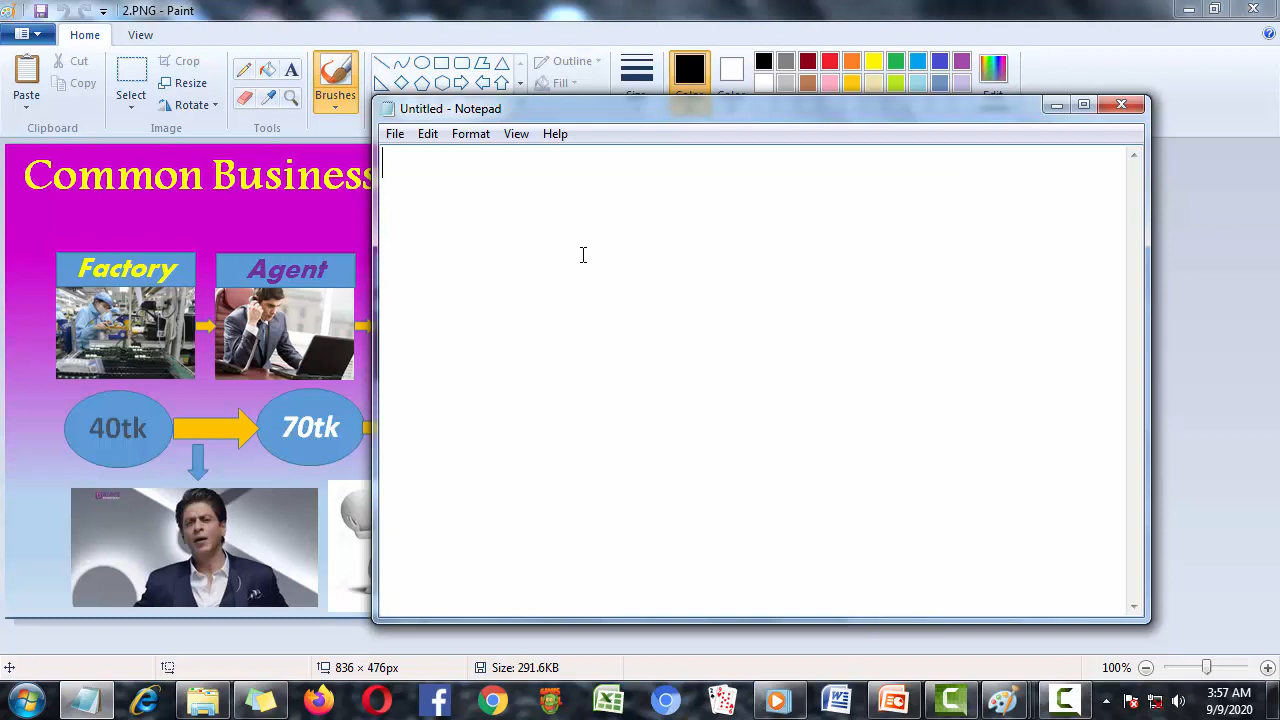 2.PNG - Paint
Home View
Paste
Cut
Copy
Clipboard
Select
Crop
Resize
Rotate
Image
Tools
Brushes
Outline
Fill
Untitled - Notepad
File Edit Format View Help
Common Business
Factory Agent
40tk 70tk
836 × 476px Size: 291.6KB 100%
3:57 AM
9/9/2020